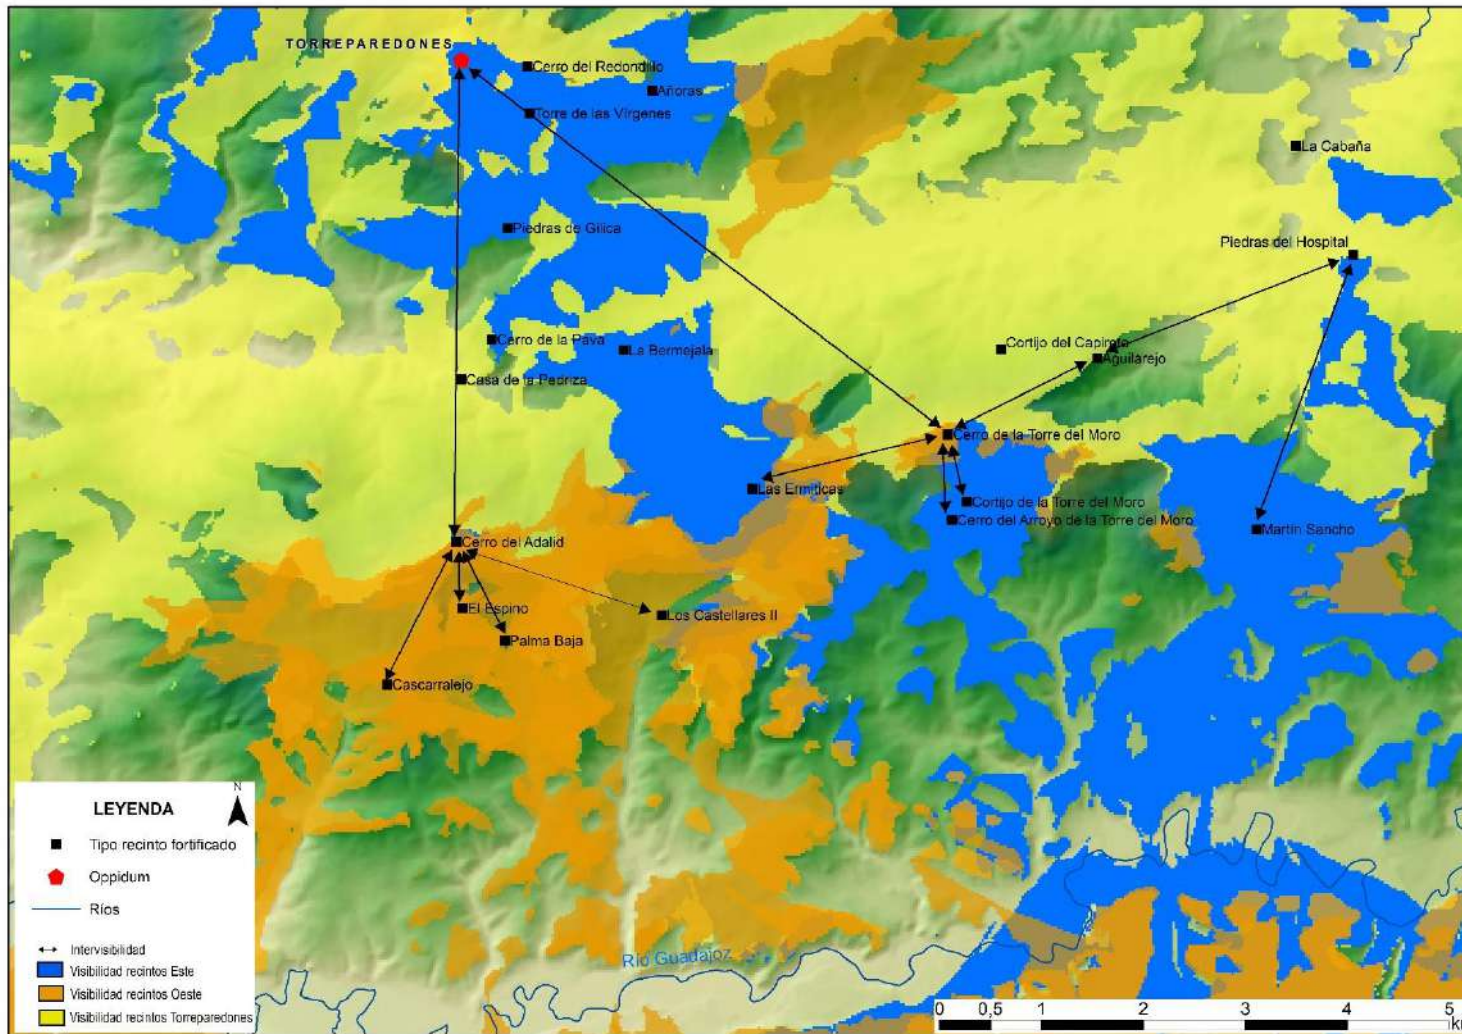 TORREPAREDONES
Cerro del Redondillo
Añoras
Torre de las Vírgenes
La Cabaña
Piedras de Gilica
Piedras del Hospital
Cerro de la Pava
La Bermejala
Cortijo del Capirote
Aguilarejo
Casa de la Pedriza
Cerro de la Torre del Moro
Las Ermiticas
Cortijo de la Torre del Moro
Cerro del Arroyo de la Torre del Moro
Martín Sancho
Cerro del Adalid
El Espino
Los Castellares II
Palma Baja
Cascarralejo
N
LEYENDA
Tipo recinto fortificado
Oppidum
Ríos
Intervisibilidad
Visibilidad recintos Este
Visibilidad recintos Oeste
Visibilidad recintos Torreparedones
Río Guadajoz
0 0,5 1 2 3 4 5